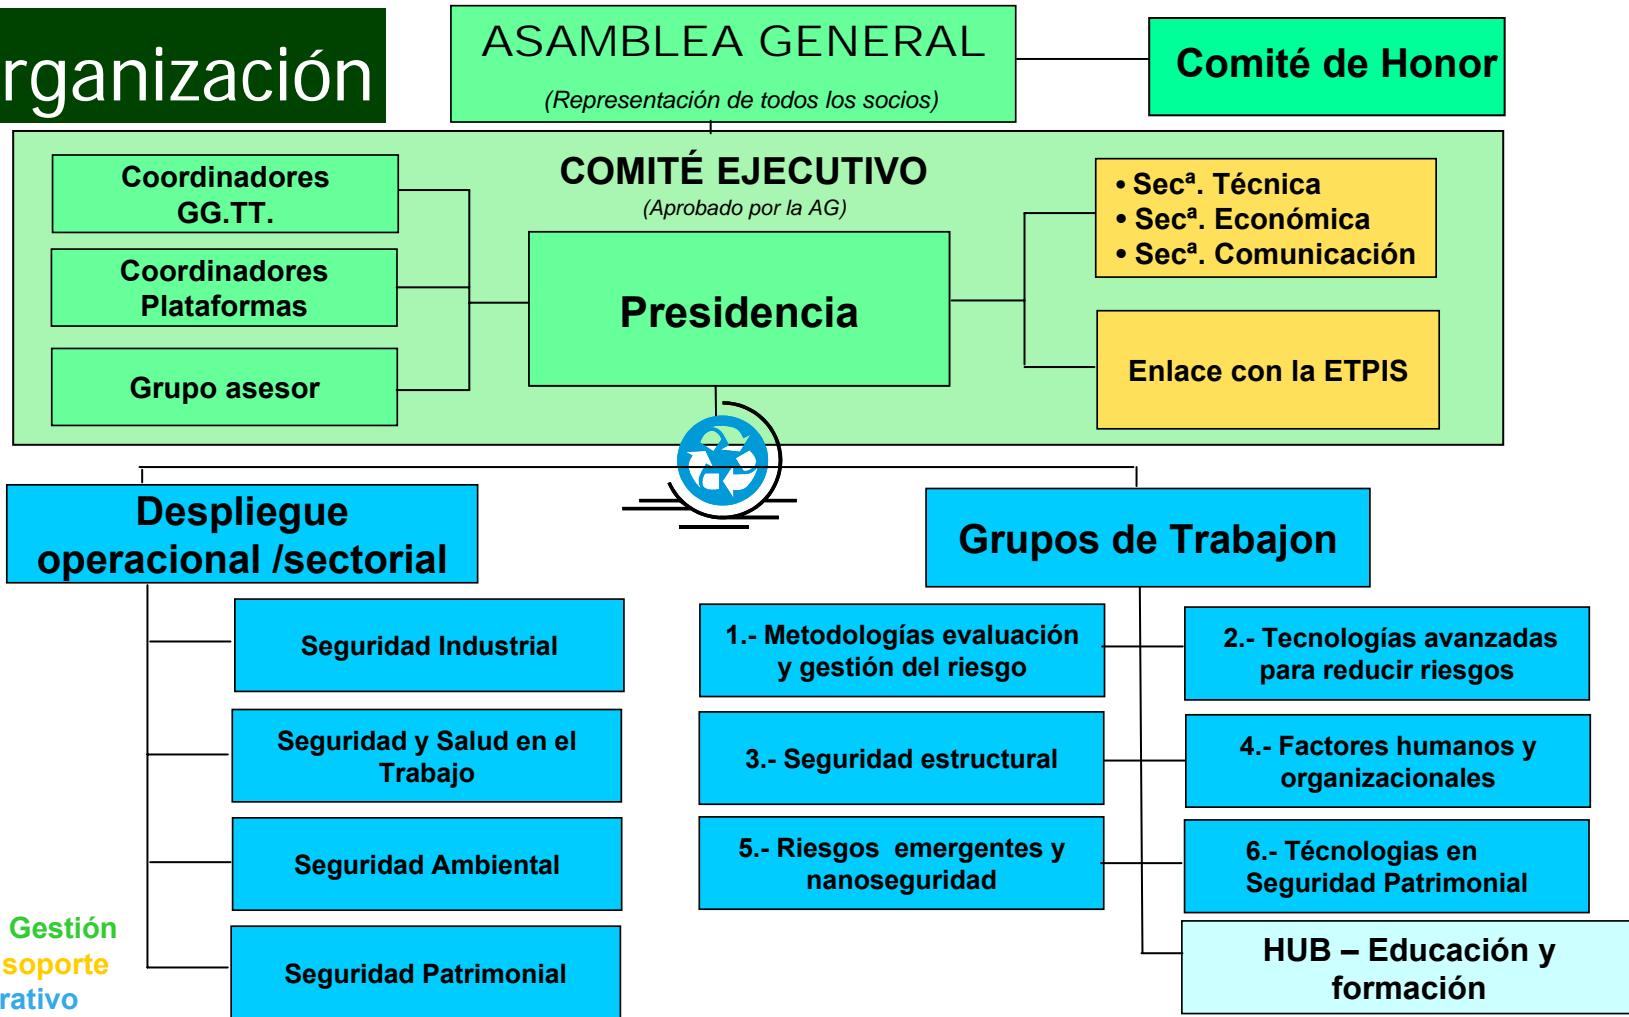 rganización
ASAMBLEA GENERAL
(Representación de todos los socios)
Comité de Honor
COMITÉ EJECUTIVO
(Aprobado por la AG)
Coordinadores
GG.TT.
Coordinadores
Plataformas
Grupo asesor
Presidencia
• Secª. Técnica
• Secª. Económica
• Secª. Comunicación
Enlace con la ETPIS
Despliegue
operacional /sectorial
Seguridad Industrial
Seguridad y Salud en el
Trabajo
Seguridad Ambiental
Seguridad Patrimonial
Grupos de Trabajon
1.- Metodologías evaluación
y gestión del riesgo
2.- Tecnologías avanzadas
para reducir riesgos
3.- Seguridad estructural
4.- Factores humanos y
organizacionales
5.- Riesgos  emergentes y
nanoseguridad
6.- Técnologias en
Seguridad Patrimonial
HUB – Educación y
formación
Gestión
soporte
rativo